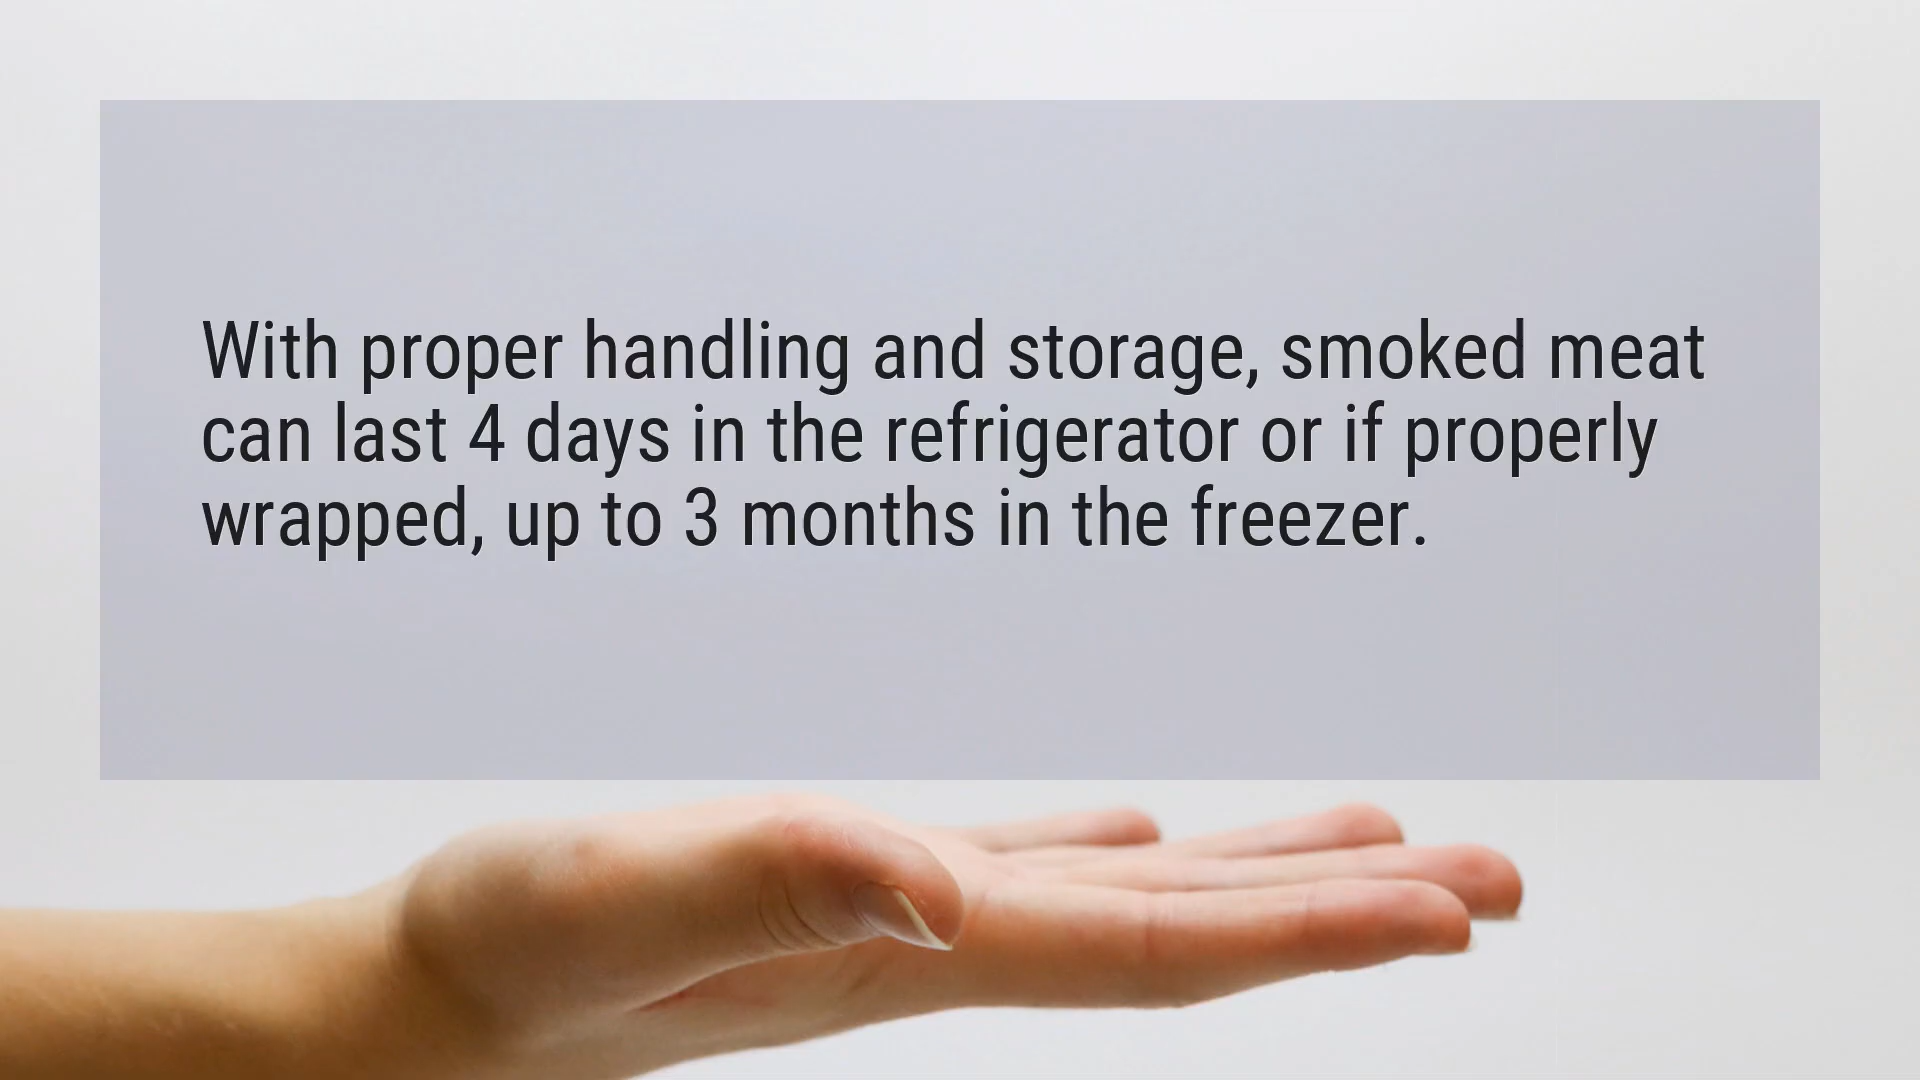 With proper handling and storage, smoked meat
can last 4 days in the refrigerator or if properly
wrapped, up to 3 months in the freezer.